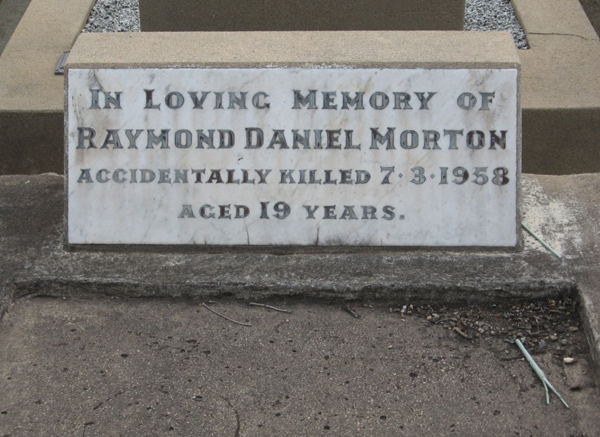 In Loving Memory of
Raymond Daniel Morton
accidentally killed 7·3·1958
aged 19 years.